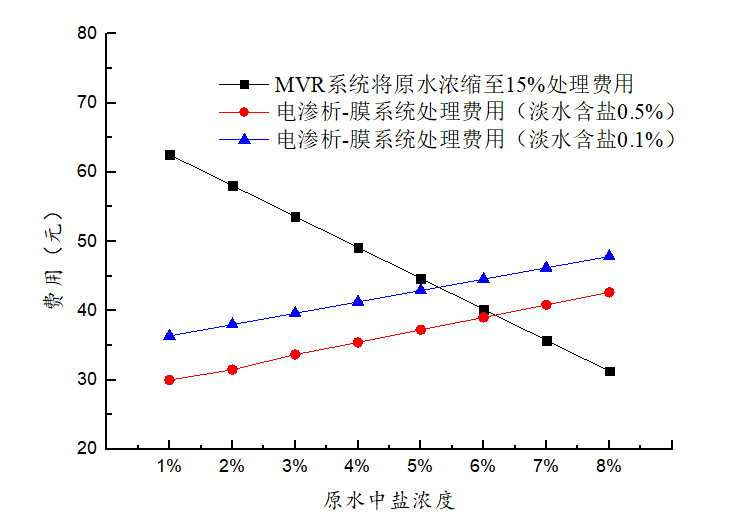 80
70
60
50
40
30
20
费用（元）
MVR系统将原水浓缩至15%处理费用
电渗析-膜系统处理费用（淡水含盐0.5%）
电渗析-膜系统处理费用（淡水含盐0.1%）
1% 2% 3% 4% 5% 6% 7% 8%
原水中盐浓度